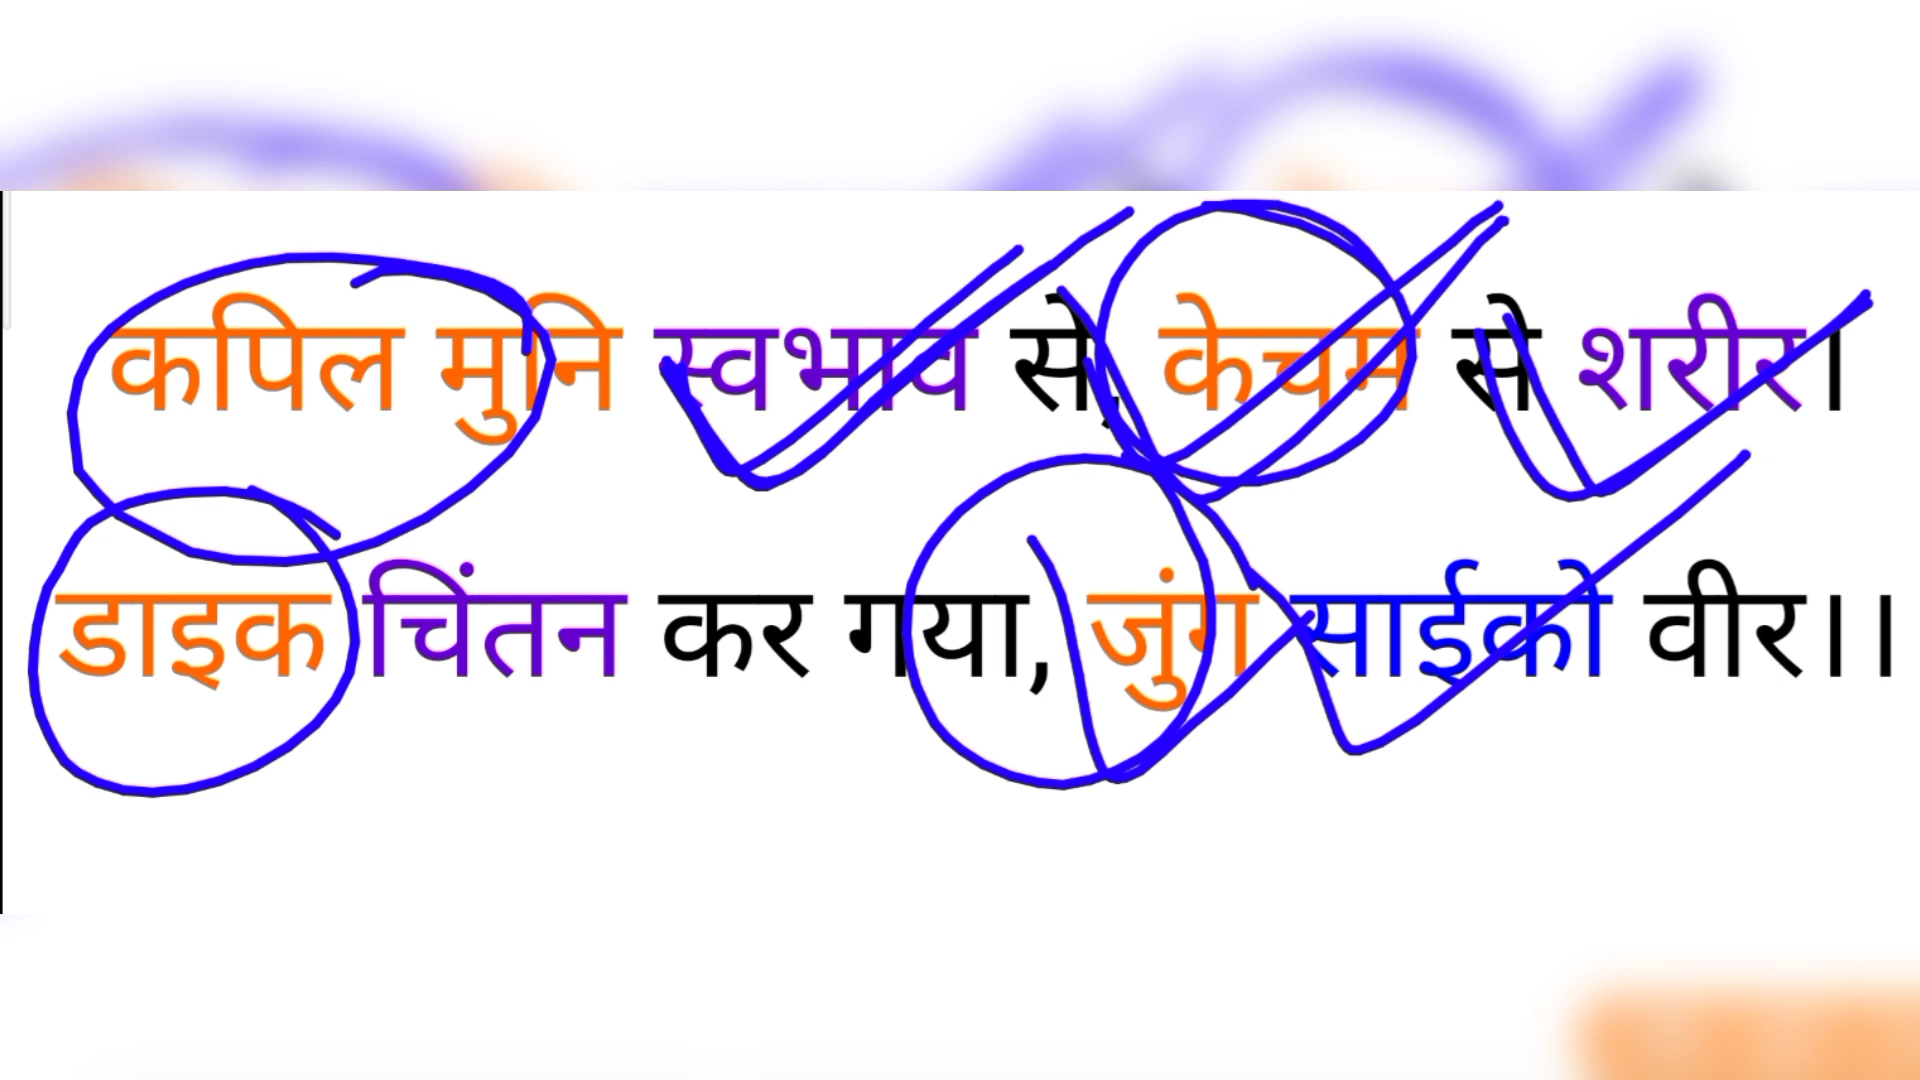 कपिल मुनि स्वभाव से, केचम से शरीर।
डाइक चिंतन कर गया, जुंग साईको वीर।।